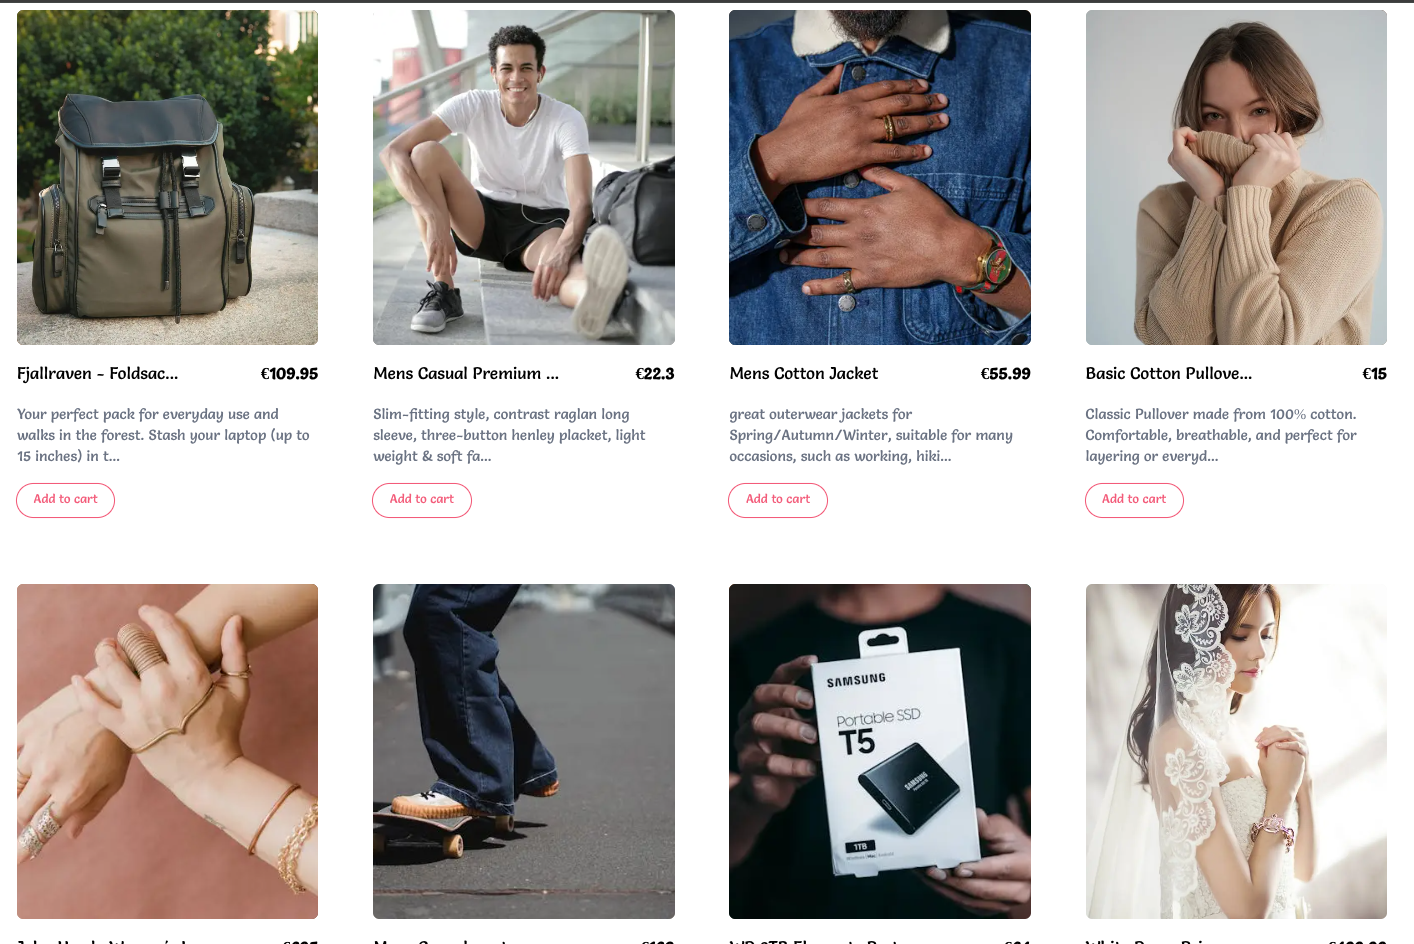 Fjallraven - Foldsac...
€109.95
Your perfect pack for everyday use and
walks in the forest. Stash your laptop (up to
15 inches) in t...
Add to cart
Mens Casual Premium ...
€22.3
Slim-fitting style, contrast raglan long
sleeve, three-button henley placket, light
weight & soft fa...
Add to cart
Mens Cotton Jacket
€55.99
great outerwear jackets for
Spring/Autumn/Winter, suitable for many
occasions, such as working, hiki...
Add to cart
Basic Cotton Pullove...
€15
Classic Pullover made from 100% cotton.
Comfortable, breathable, and perfect for
layering or everyd...
Add to cart
SAMSUNG
Portable SSD
T5
SAMSUNG
1TB
Windows | Mac | Android